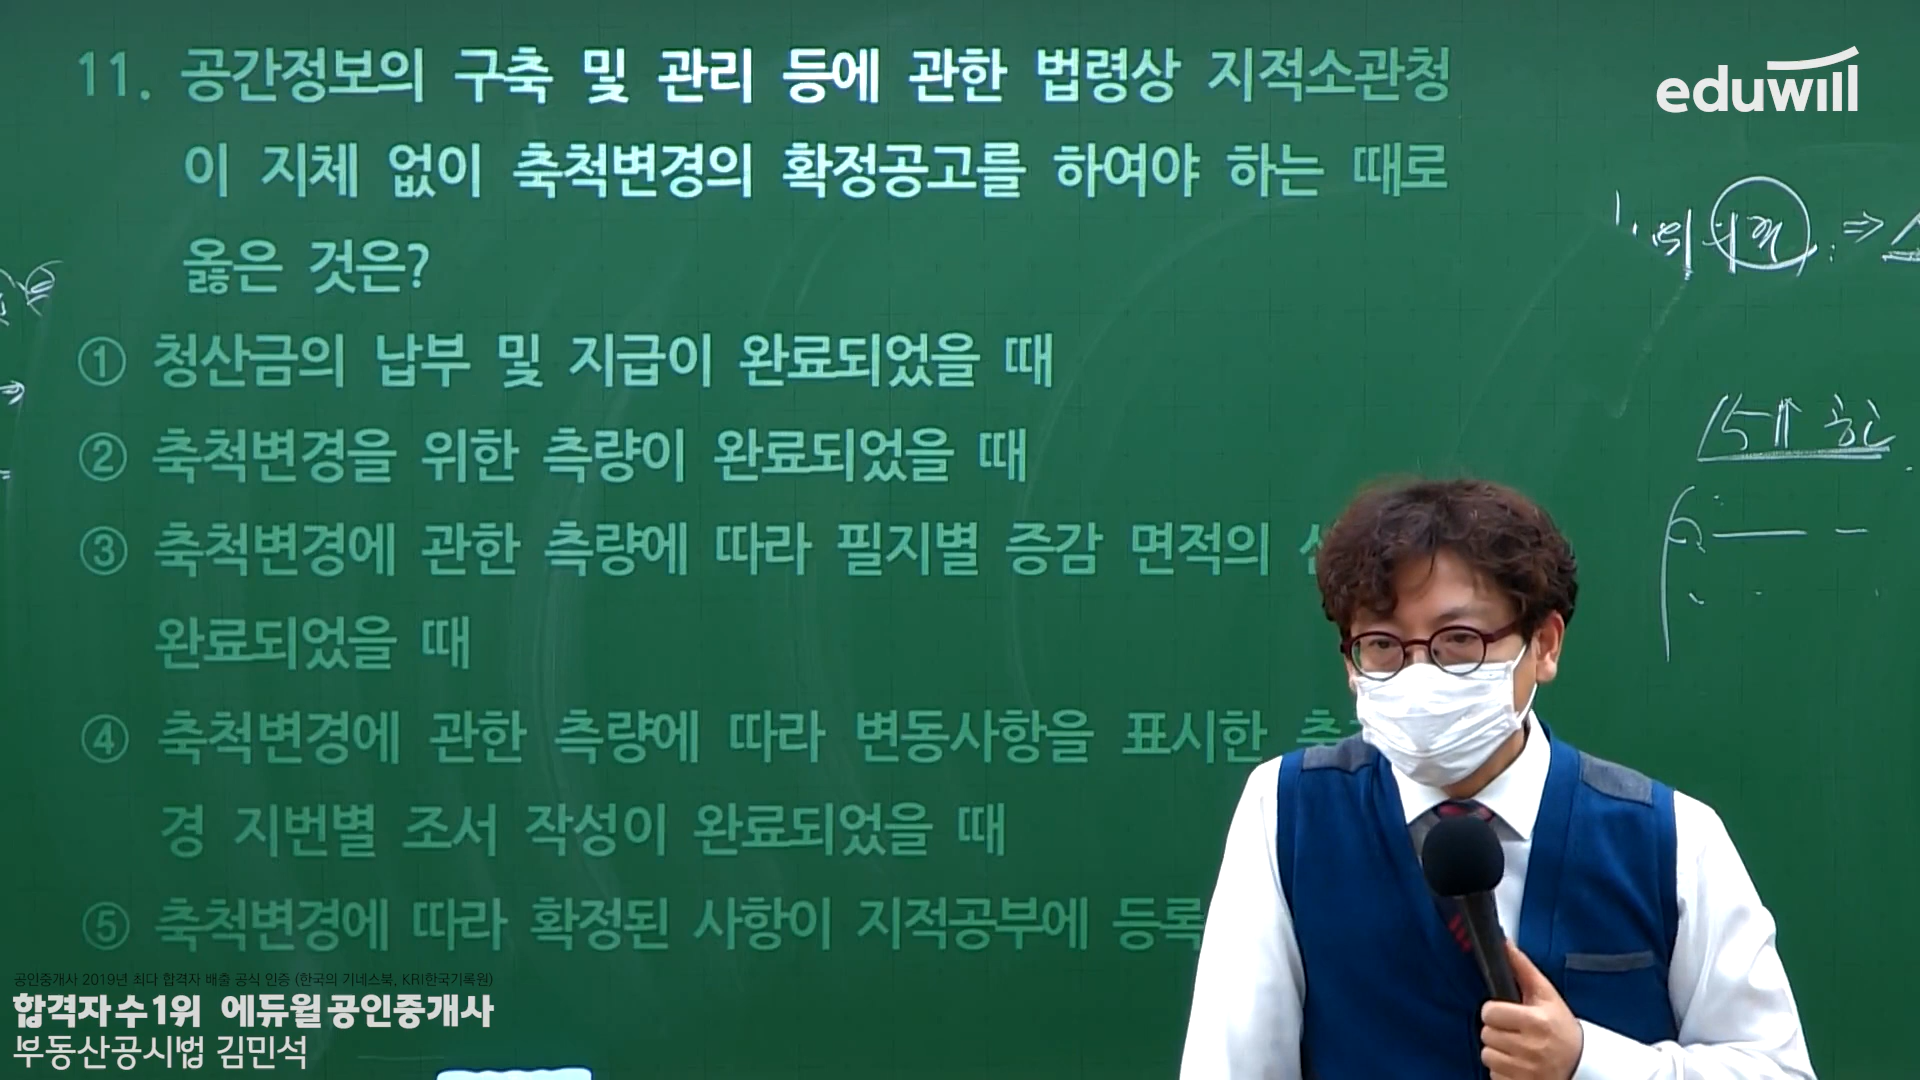 11. 공간정보의 구축 및 관리 등에 관한 법령상 지적소관청
이 지체 없이 축척변경의 확정공고를 하여야 하는 때로
옳은 것은?
① 청산금의 납부 및 지급이 완료되었을 때
② 축척변경을 위한 측량이 완료되었을 때
③ 축척변경에 관한 측량에 따라 필지별 증감 면적의
완료되었을 때
④ 축척변경에 관한 측량에 따라 변동사항을 표시한
경 지번별 조서 작성이 완료되었을 때
⑤ 축척변경에 따라 확정된 사항이 지적공부에 등록
eduwill
공인중개사 2019년 최다 합격자 배출 공식 인증 (한국의 기네스북, KRI한국기록원)
합격자수 1위 에듀윌 공인중개사
부동산공시법 김민석